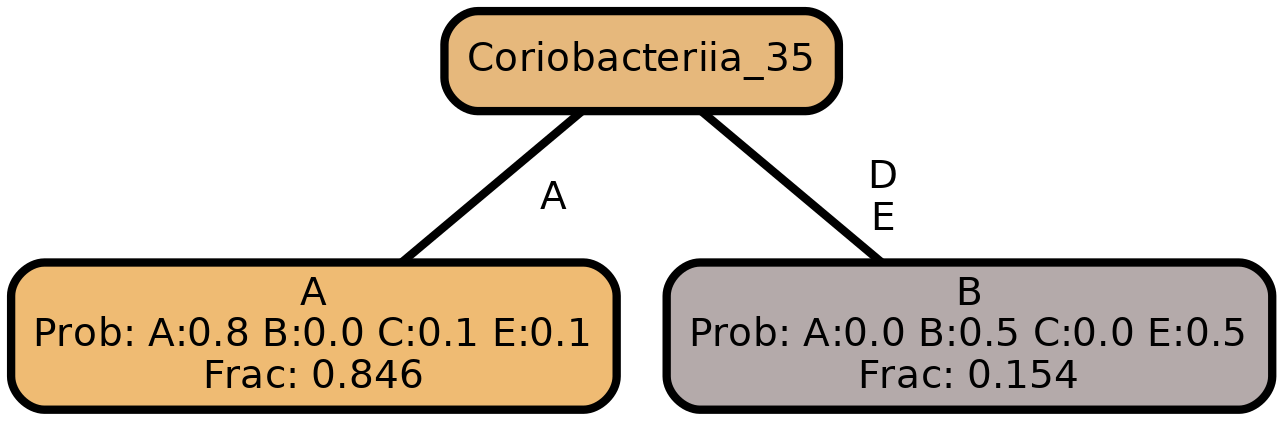 Coriobacteriia_35
A
D
E
A
Prob: A:0.8 B:0.0 C:0.1 E:0.1
Frac: 0.846
B
Prob: A:0.0 B:0.5 C:0.0 E:0.5
Frac: 0.154